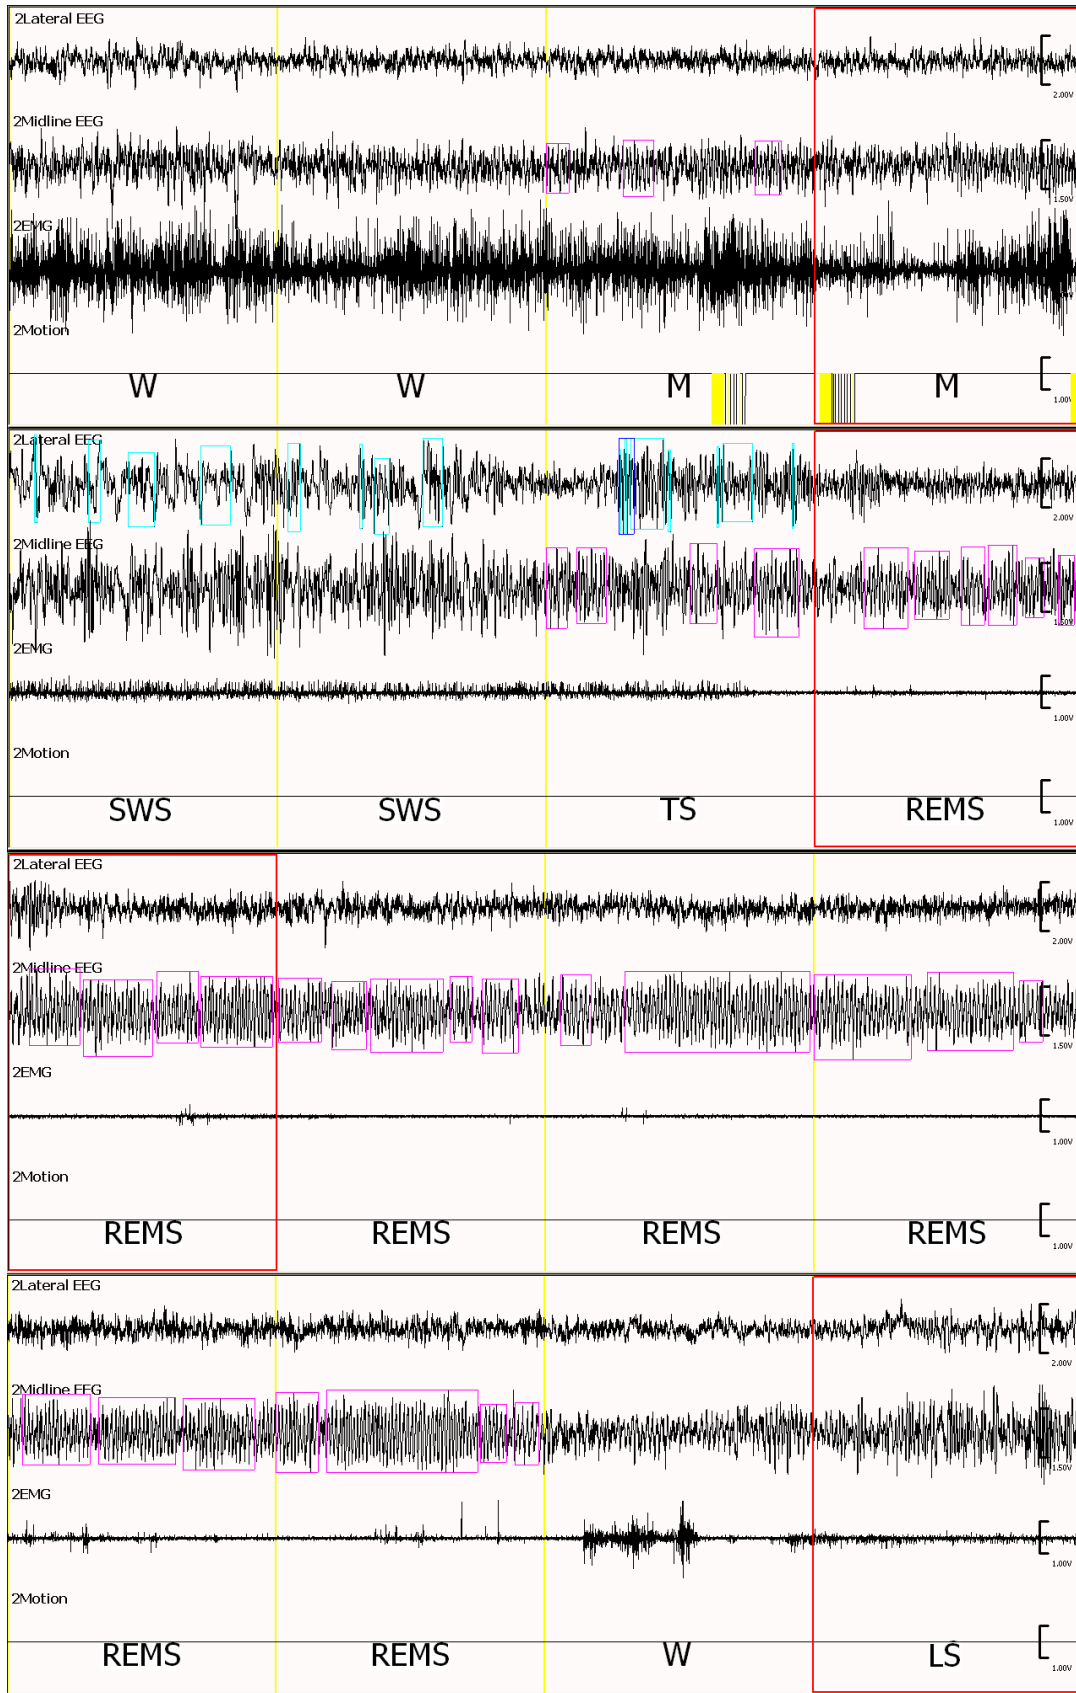 2Lateral EEG
2.00V
2Midline EEG
1.50V
2EMG
2Motion
1.00V
W W M M
2Lateral EEG
2.00V
2Midline EEG
1.50V
2EMG
1.00V
2Motion
1.00V
SWS SWS TS REMS
2Lateral EEG
2.00V
2Midline EEG
1.50V
2EMG
1.00V
2Motion
1.00V
REMS REMS REMS REMS
2Lateral EEG
2.00V
2Midline EEG
1.50V
2EMG
1.00V
2Motion
1.00V
REMS REMS W LS